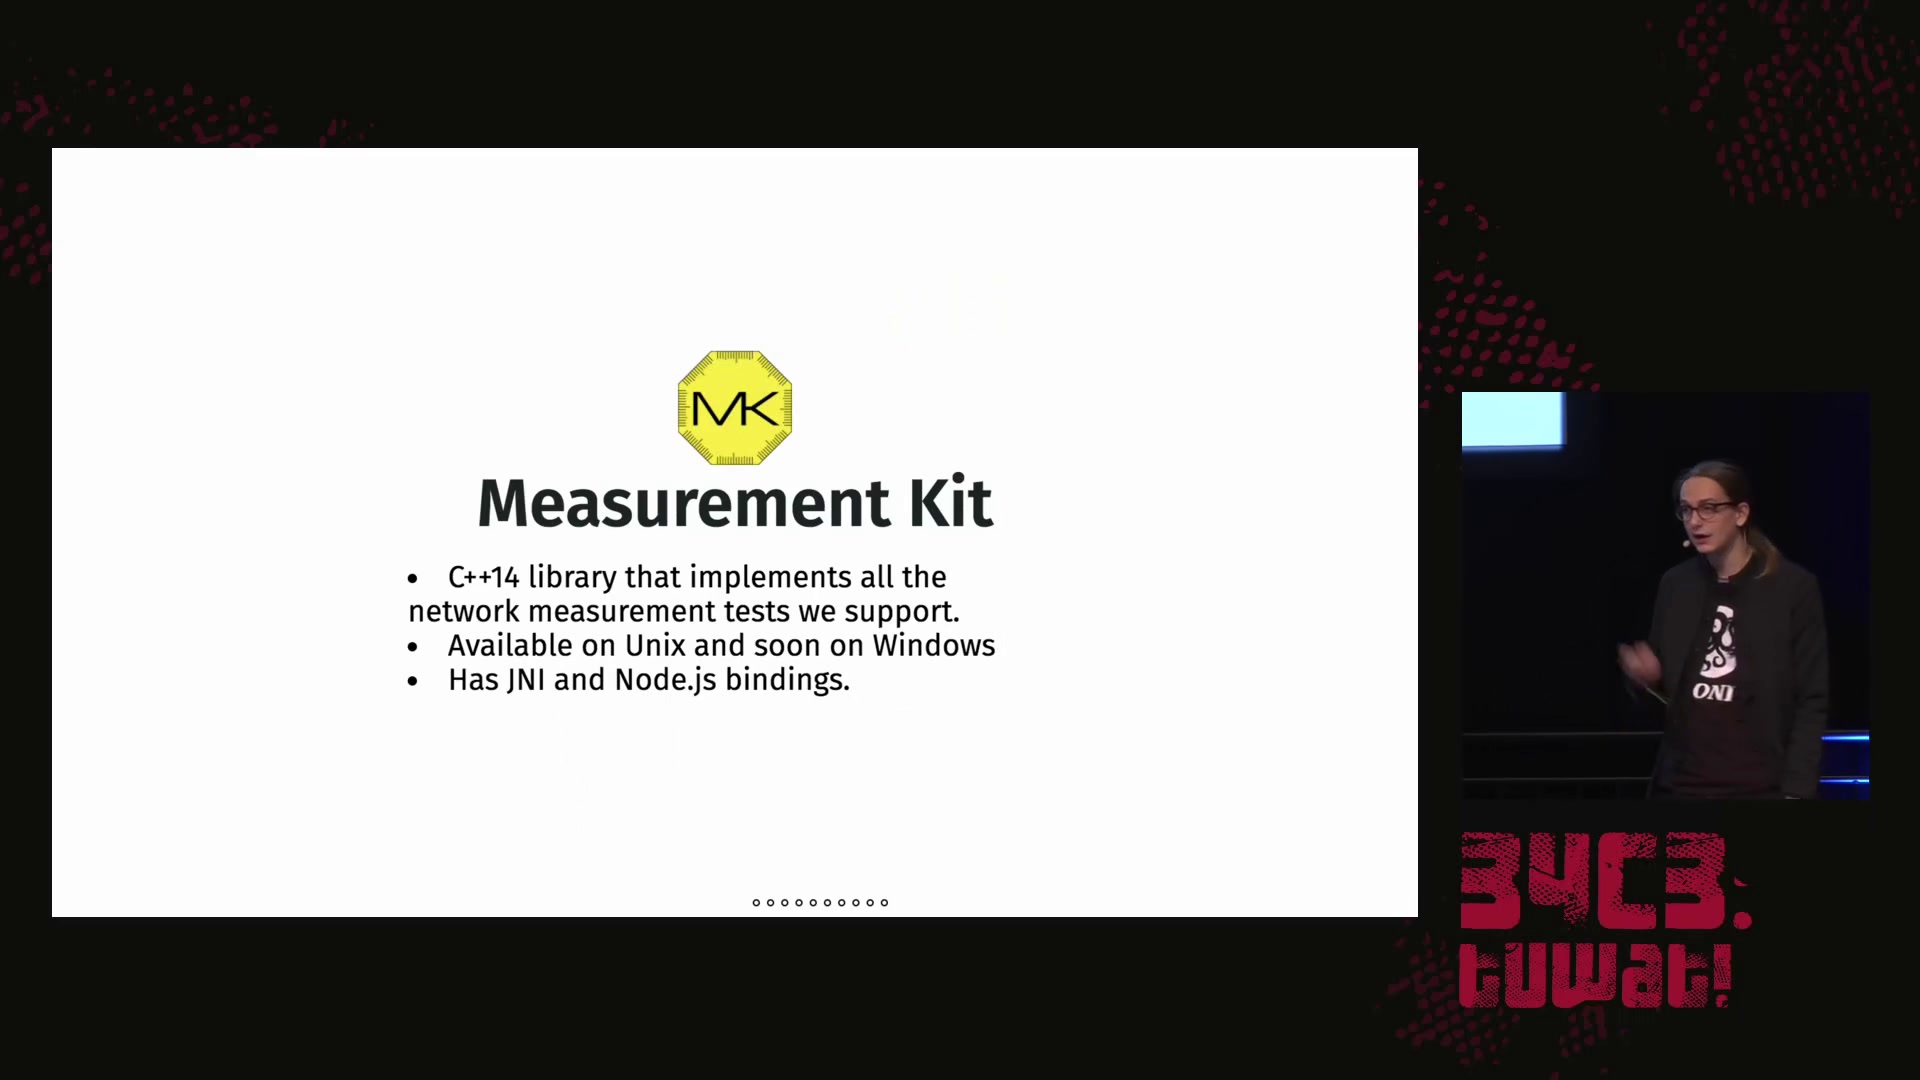 MK
Measurement Kit
• C++14 library that implements all the
network measurement tests we support.
• Available on Unix and soon on Windows
• Has JNI and Node.js bindings.
34C3.
tuwat!